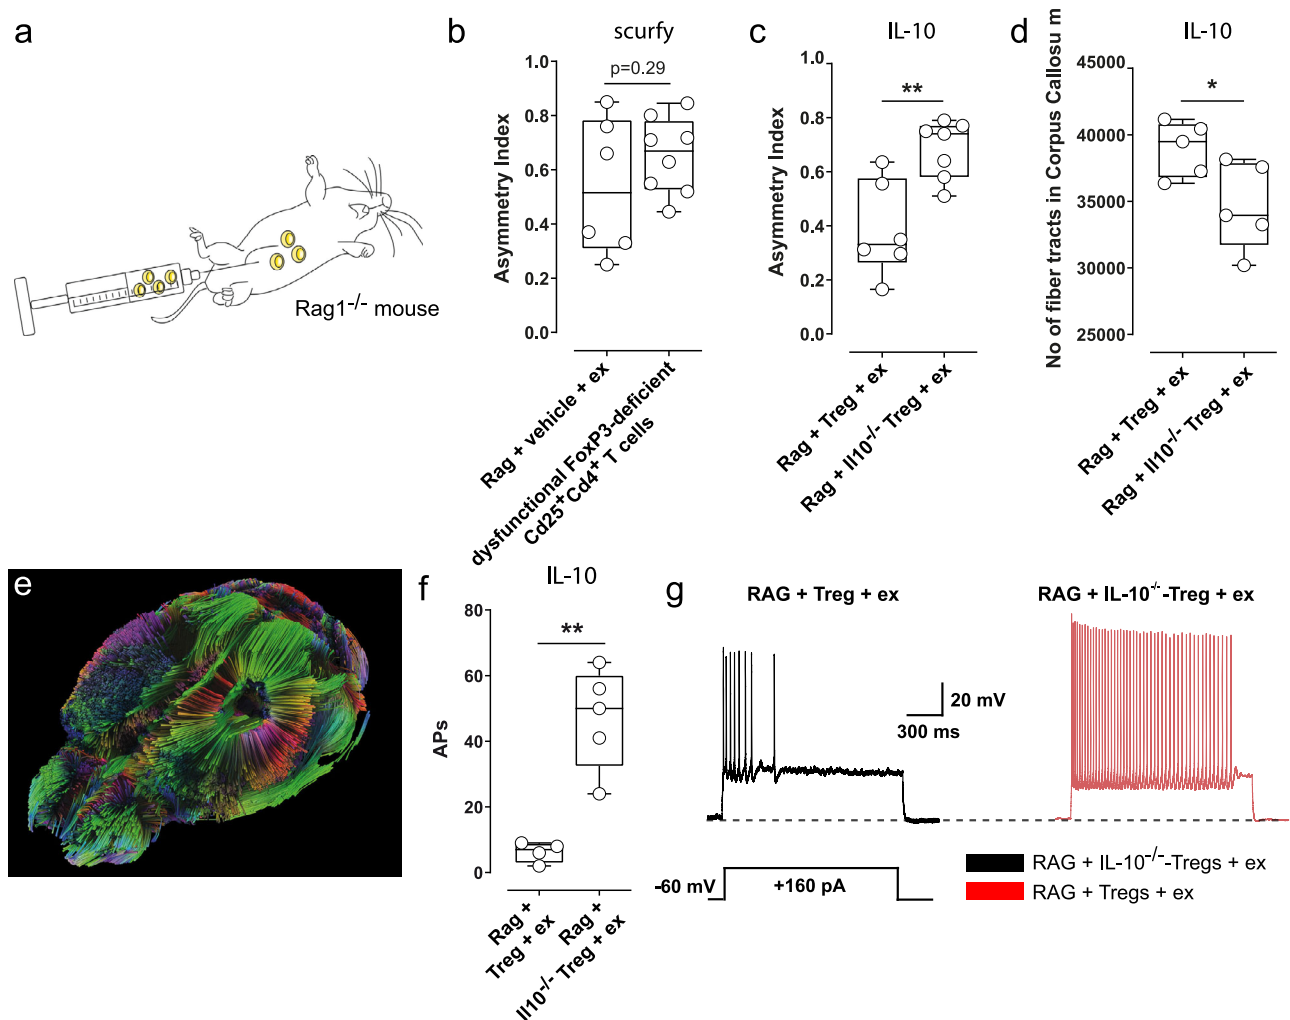 a
Rag1-/- mouse
b
scurfy
p=0.29
Asymmetry Index
1.0
0.8
0.6
0.4
0.2
0.0
Rag + vehicle + ex
dysfunctional FoxP3-deficient
Cd25+Cd4+ T cells
c
IL-10
**
Asymmetry Index
1.0
0.8
0.6
0.4
0.2
0.0
Rag + Treg + ex
Rag + Il10-/- Treg + ex
d
IL-10
*
No of fiber tracts in Corpus Callosu m
45000
40000
35000
30000
25000
Rag + Treg + ex
Rag + Il10-/- Treg + ex
e
f
IL-10
**
APs
80
60
40
20
0
Rag +
Treg + ex
Rag +
Il10-/- Treg + ex
g
RAG + Treg + ex
RAG + IL-10-/--Treg + ex
20 mV
300 ms
-60 mV
+160 pA
RAG + IL-10-/--Tregs + ex
RAG + Tregs + ex